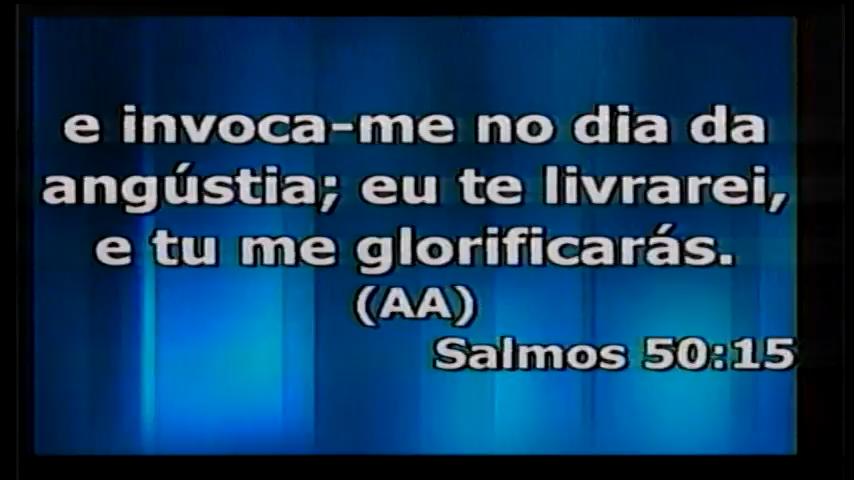 e invoca-me no dia da
angústia; eu te livrarei,
e tu me glorificarás.
(AA)
Salmos 50:15